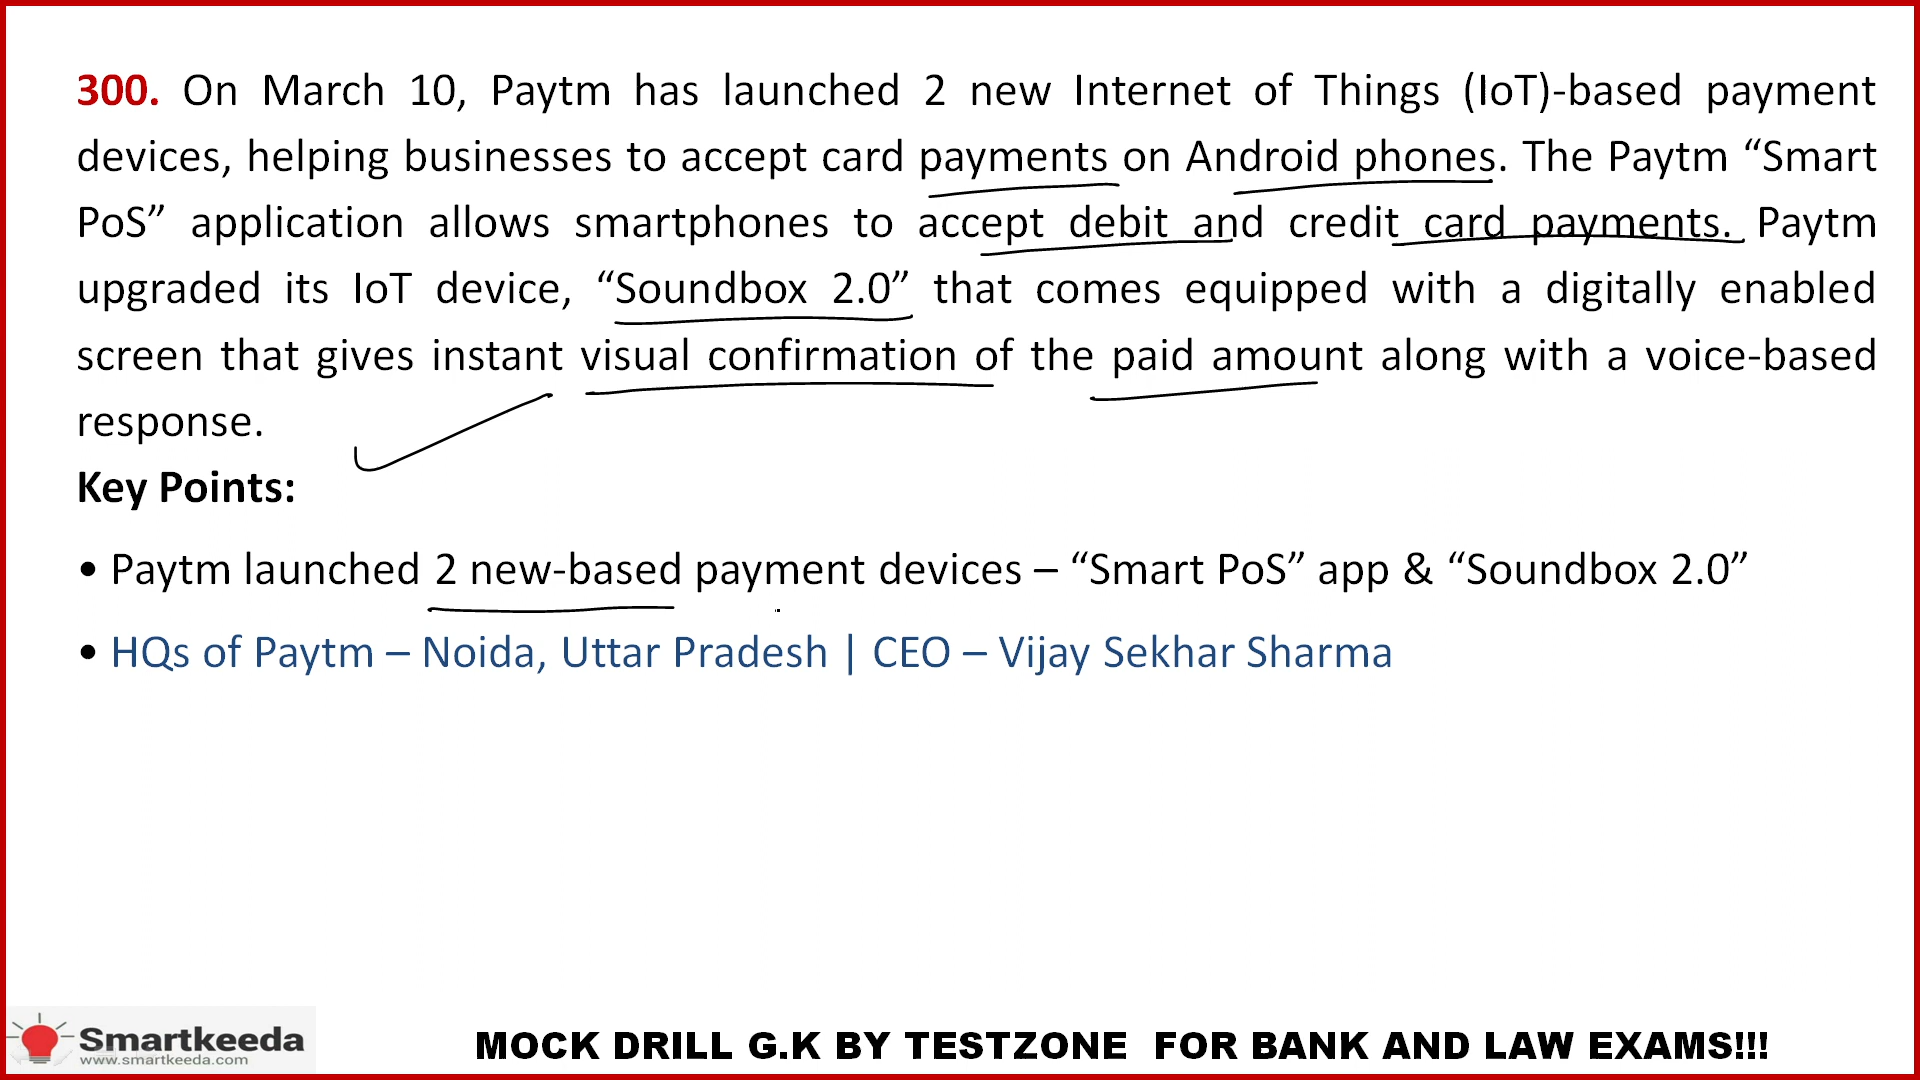 300. On March 10, Paytm has launched 2 new Internet of Things (IoT)-based payment
devices, helping businesses to accept card payments on Android phones. The Paytm “Smart
PoS” application allows smartphones to accept debit and credit card payments. Paytm
upgraded its IoT device, “Soundbox 2.0” that comes equipped with a digitally enabled
screen that gives instant visual confirmation of the paid amount along with a voice-based
response.
Key Points:
• Paytm launched 2 new-based payment devices – “Smart PoS” app & “Soundbox 2.0”
• HQs of Paytm – Noida, Uttar Pradesh | CEO – Vijay Sekhar Sharma
Smartkeeda
www.smartkeeda.com
MOCK DRILL G.K BY TESTZONE FOR BANK AND LAW EXAMS!!!